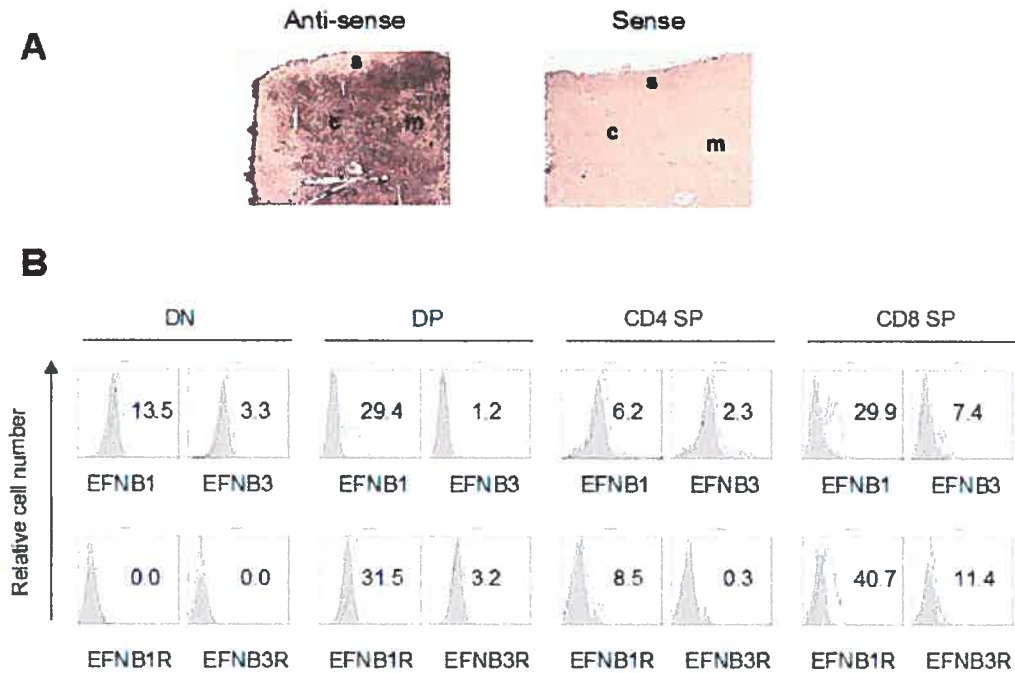 A
Anti-sense
Sense
s
c
m
s
c
m
B
DN
DP
CD4 SP
CD8 SP
Relative cell number
13.5
3.3
29.4
1.2
6.2
2.3
29.9
7.4
EFNB1
EFNB3
EFNB1
EFNB3
EFNB1
EFNB3
EFNB1
EFNB3
0.0
0.0
31.5
3.2
8.5
0.3
40.7
11.4
EFNB1R
EFNB3R
EFNB1R
EFNB3R
EFNB1R
EFNB3R
EFNB1R
EFNB3R